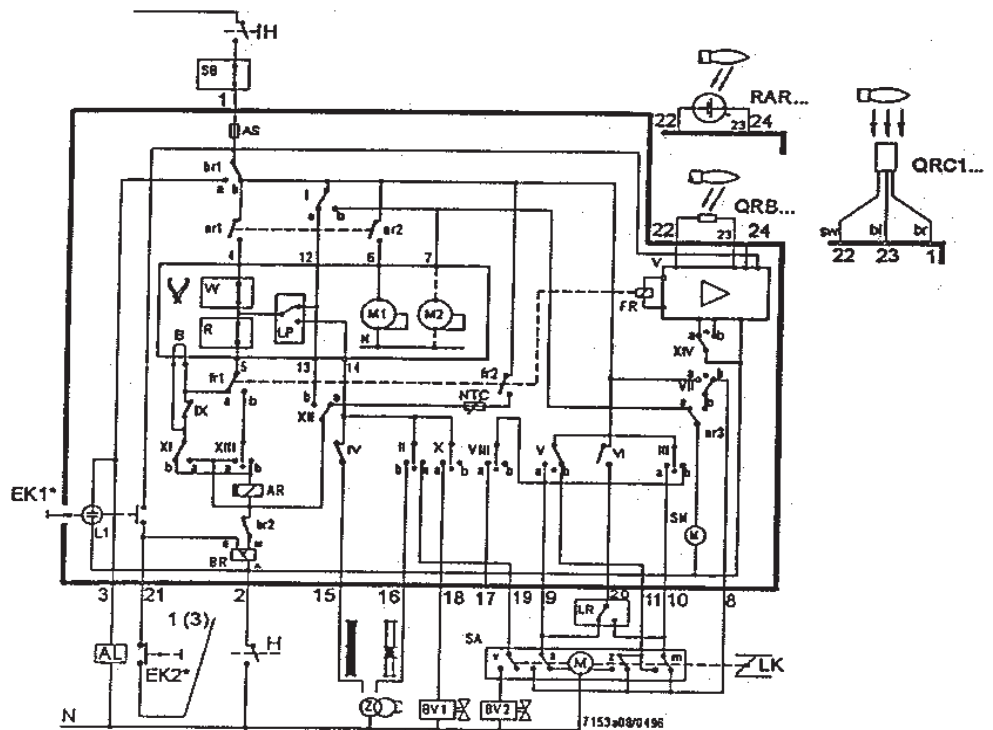 H
SB
1
AS
RAR...
22 23 24
QRC1...
sw bl br
22 23 1
QRB...
22 23 24
br1
a b
I
a b
ar1
ar2
4 12 6 7
V
FR
W
LP
M1
M2
R
N
a b
XIV
B
5 13 14
fr1
a b
fr2
NTC
b a
XII
VII
a b
b
a
ar3
IX
XI
XIII
b a a b
IV
II
X
VIII
V
VI
III
b a a b a b a b a b
AR
EK1*
L1
br2
SM
M
BR
3 21 2 15 16 18 17 19 9 20 11 10 8
LR
1 (3)
H
SA
AL
EK2*
v a M z m
LK
Z
BV1
BV2
N
7153a08/0496